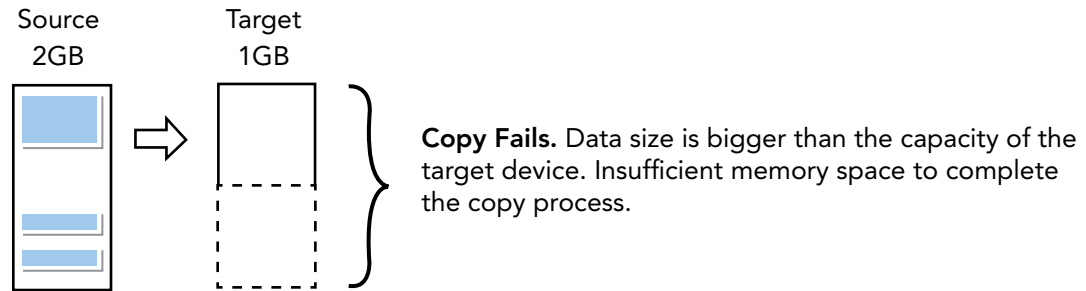 Source
2GB
Target
1GB
Copy Fails. Data size is bigger than the capacity of the
target device. Insufficient memory space to complete
the copy process.